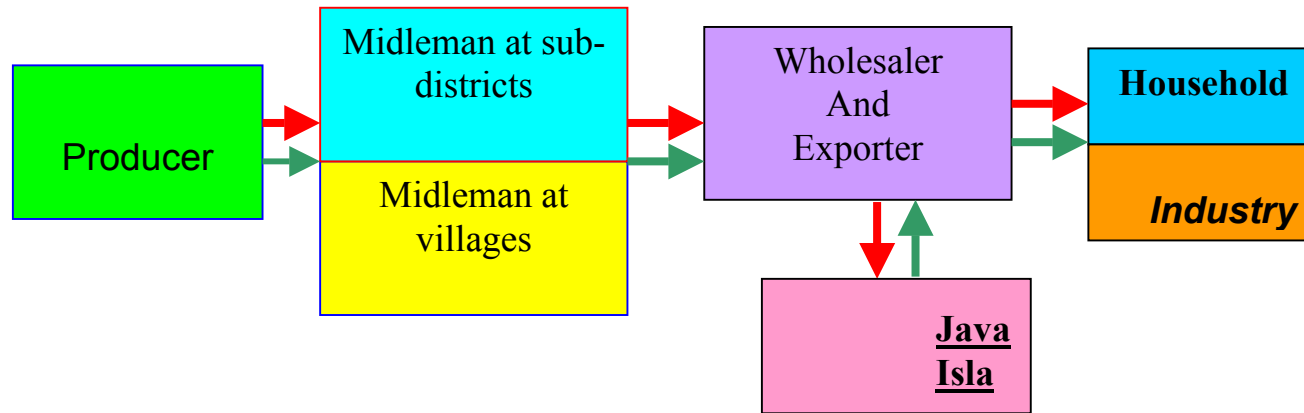 Producer
Midleman at sub-
districts
Midleman at
villages
Wholesaler
And
Exporter
Household
Industry
Java
Isla